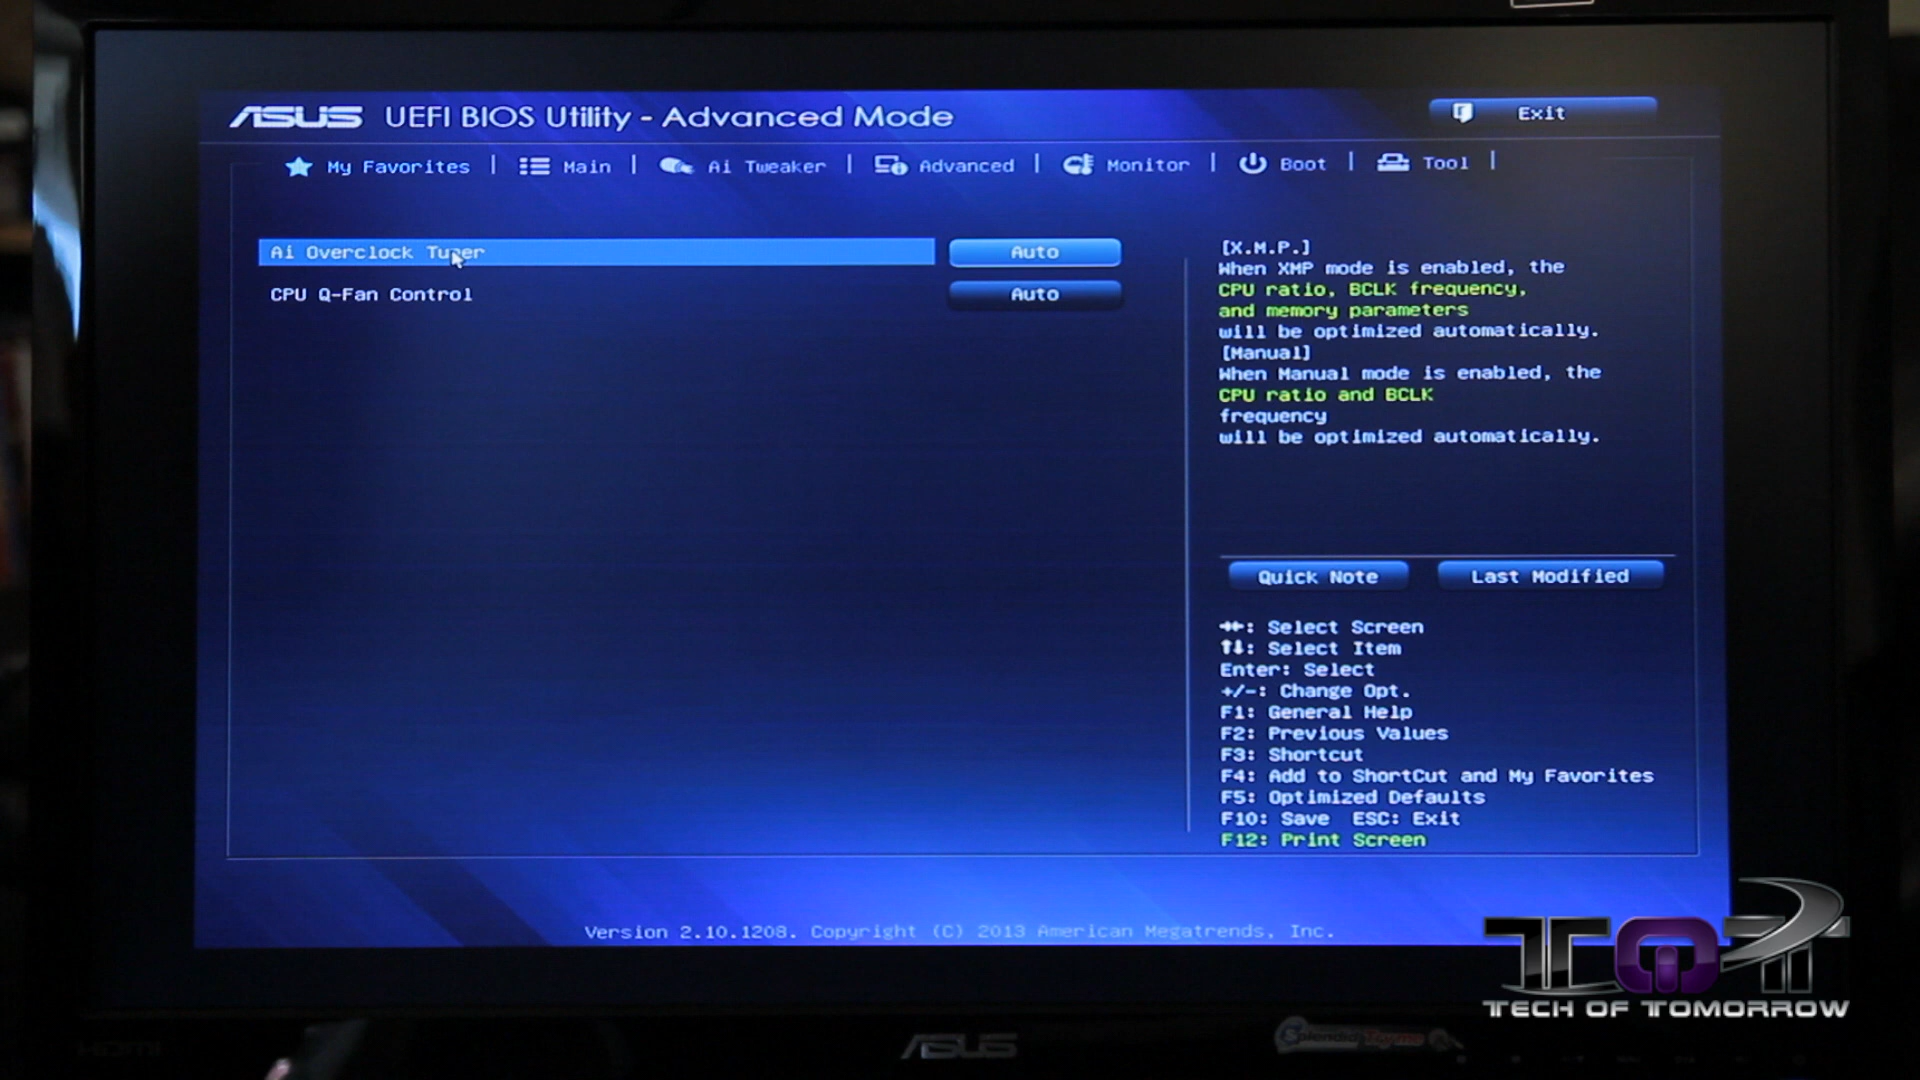 ASUS UEFI BIOS Utility - Advanced Mode
Exit
My Favorites | Main | Ai Tweaker | Advanced | Monitor | Boot | Tool |
Ai Overclock Tuner Auto
CPU Q-Fan Control Auto
[X.M.P.]
When XMP mode is enabled, the
CPU ratio, BCLK frequency,
and memory parameters
will be optimized automatically.
[Manual]
When Manual mode is enabled, the
CPU ratio and BCLK
frequency
will be optimized automatically.
Quick Note Last Modified
→←: Select Screen
↑↓: Select Item
Enter: Select
+/-: Change Opt.
F1: General Help
F2: Previous Values
F3: Shortcut
F4: Add to ShortCut and My Favorites
F5: Optimized Defaults
F10: Save ESC: Exit
F12: Print Screen
Version 2.10.1208. Copyright (C) 2013 American Megatrends, Inc.
TOT
TECH OF TOMORROW
HDMI
ASUS
Splendid